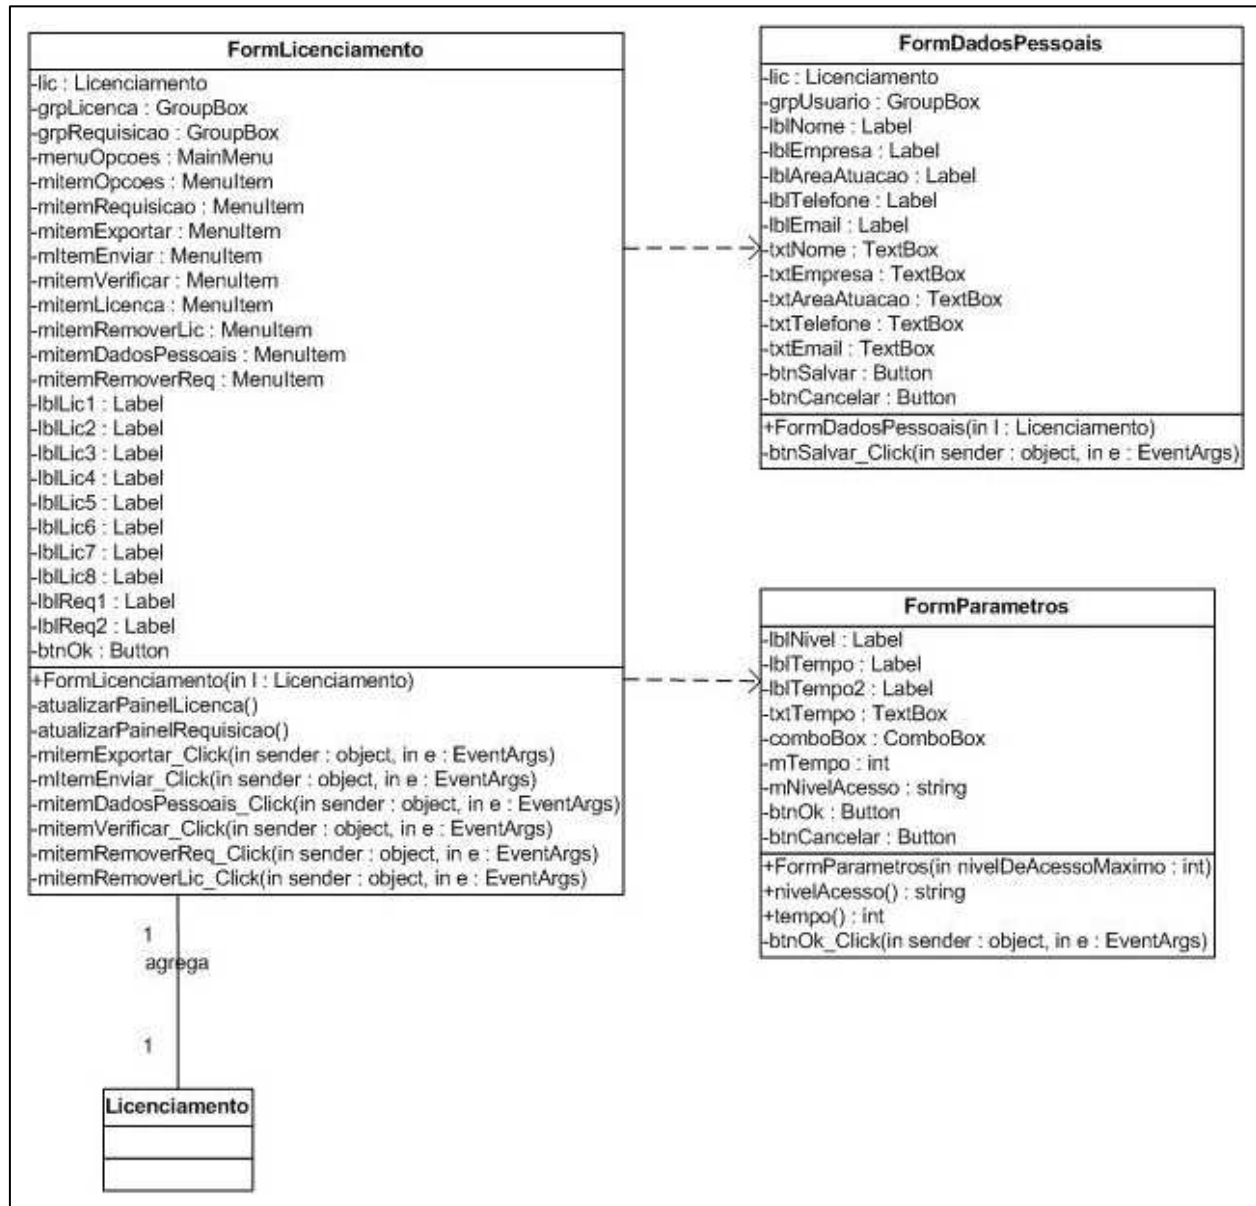 FormLicenciamento
-lic : Licenciamento
-grpLicenca : GroupBox
-grpRequisicao : GroupBox
-menuOpcoes : MainMenu
-mitemOpcoes : MenuItem
-mitemRequisicao : MenuItem
-mitemExportar : MenuItem
-mItemEnviar : MenuItem
-mitemVerificar : MenuItem
-mitemLicenca : MenuItem
-mitemRemoverLic : MenuItem
-mitemDadosPessoais : MenuItem
-mitemRemoverReq : MenuItem
-lblLic1 : Label
-lblLic2 : Label
-lblLic3 : Label
-lblLic4 : Label
-lblLic5 : Label
-lblLic6 : Label
-lblLic7 : Label
-lblLic8 : Label
-lblReq1 : Label
-lblReq2 : Label
-btnOk : Button
+FormLicenciamento(in l : Licenciamento)
-atualizarPainelLicenca()
-atualizarPainelRequisicao()
-mitemExportar_Click(in sender : object, in e : EventArgs)
-mItemEnviar_Click(in sender : object, in e : EventArgs)
-mitemDadosPessoais_Click(in sender : object, in e : EventArgs)
-mitemVerificar_Click(in sender : object, in e : EventArgs)
-mitemRemoverReq_Click(in sender : object, in e : EventArgs)
-mitemRemoverLic_Click(in sender : object, in e : EventArgs)
FormDadosPessoais
-lic : Licenciamento
-grpUsuario : GroupBox
-lblNome : Label
-lblEmpresa : Label
-lblAreaAtuacao : Label
-lblTelefone : Label
-lblEmail : Label
-txtNome : TextBox
-txtEmpresa : TextBox
-txtAreaAtuacao : TextBox
-txtTelefone : TextBox
-txtEmail : TextBox
-btnSalvar : Button
-btnCancelar : Button
+FormDadosPessoais(in l : Licenciamento)
-btnSalvar_Click(in sender : object, in e : EventArgs)
FormParametros
-lblNivel : Label
-lblTempo : Label
-lblTempo2 : Label
-txtTempo : TextBox
-comboBox : ComboBox
-mTempo : int
-mNivelAcesso : string
-btnOk : Button
-btnCancelar : Button
+FormParametros(in nivelDeAcessoMaximo : int)
+nivelAcesso() : string
+tempo() : int
-btnOk_Click(in sender : object, in e : EventArgs)
1
agrega
1
Licenciamento